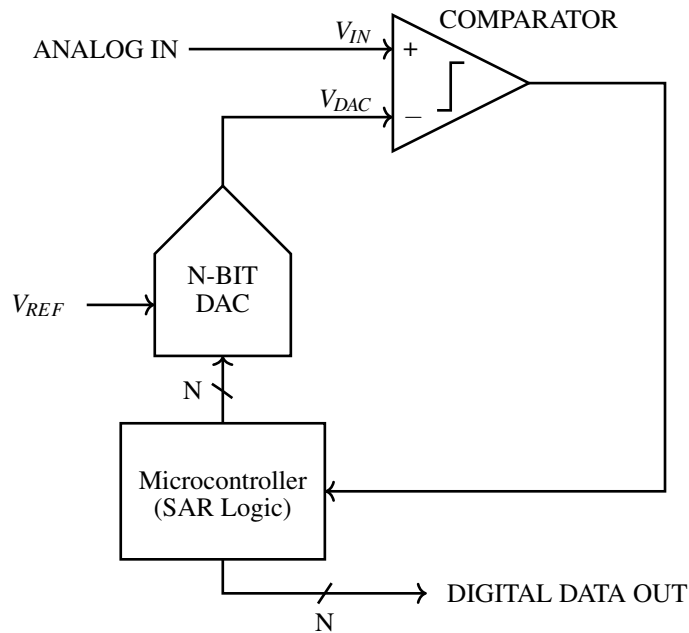 COMPARATOR
ANALOG IN
V_IN
+
V_DAC
−
N-BIT
DAC
V_REF
N
Microcontroller
(SAR Logic)
DIGITAL DATA OUT
N